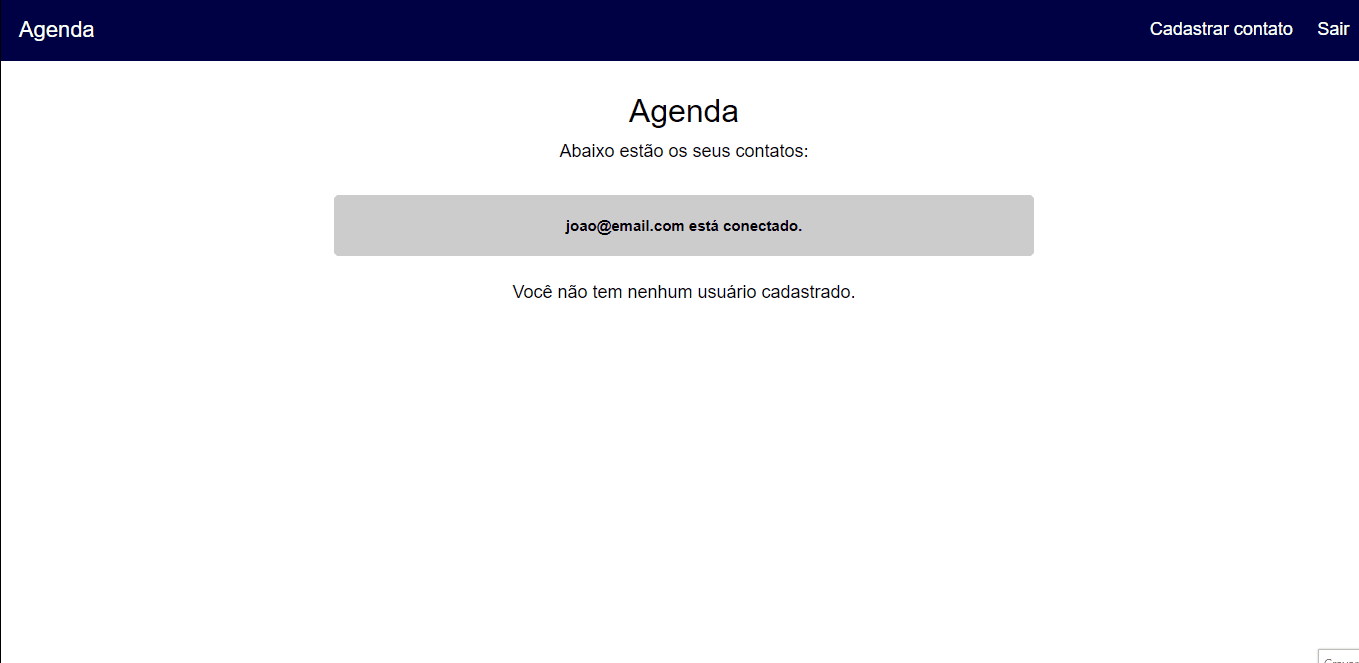 Agenda
Cadastrar contato
Sair
Agenda
Abaixo estão os seus contatos:
joao@email.com está conectado.
Você não tem nenhum usuário cadastrado.